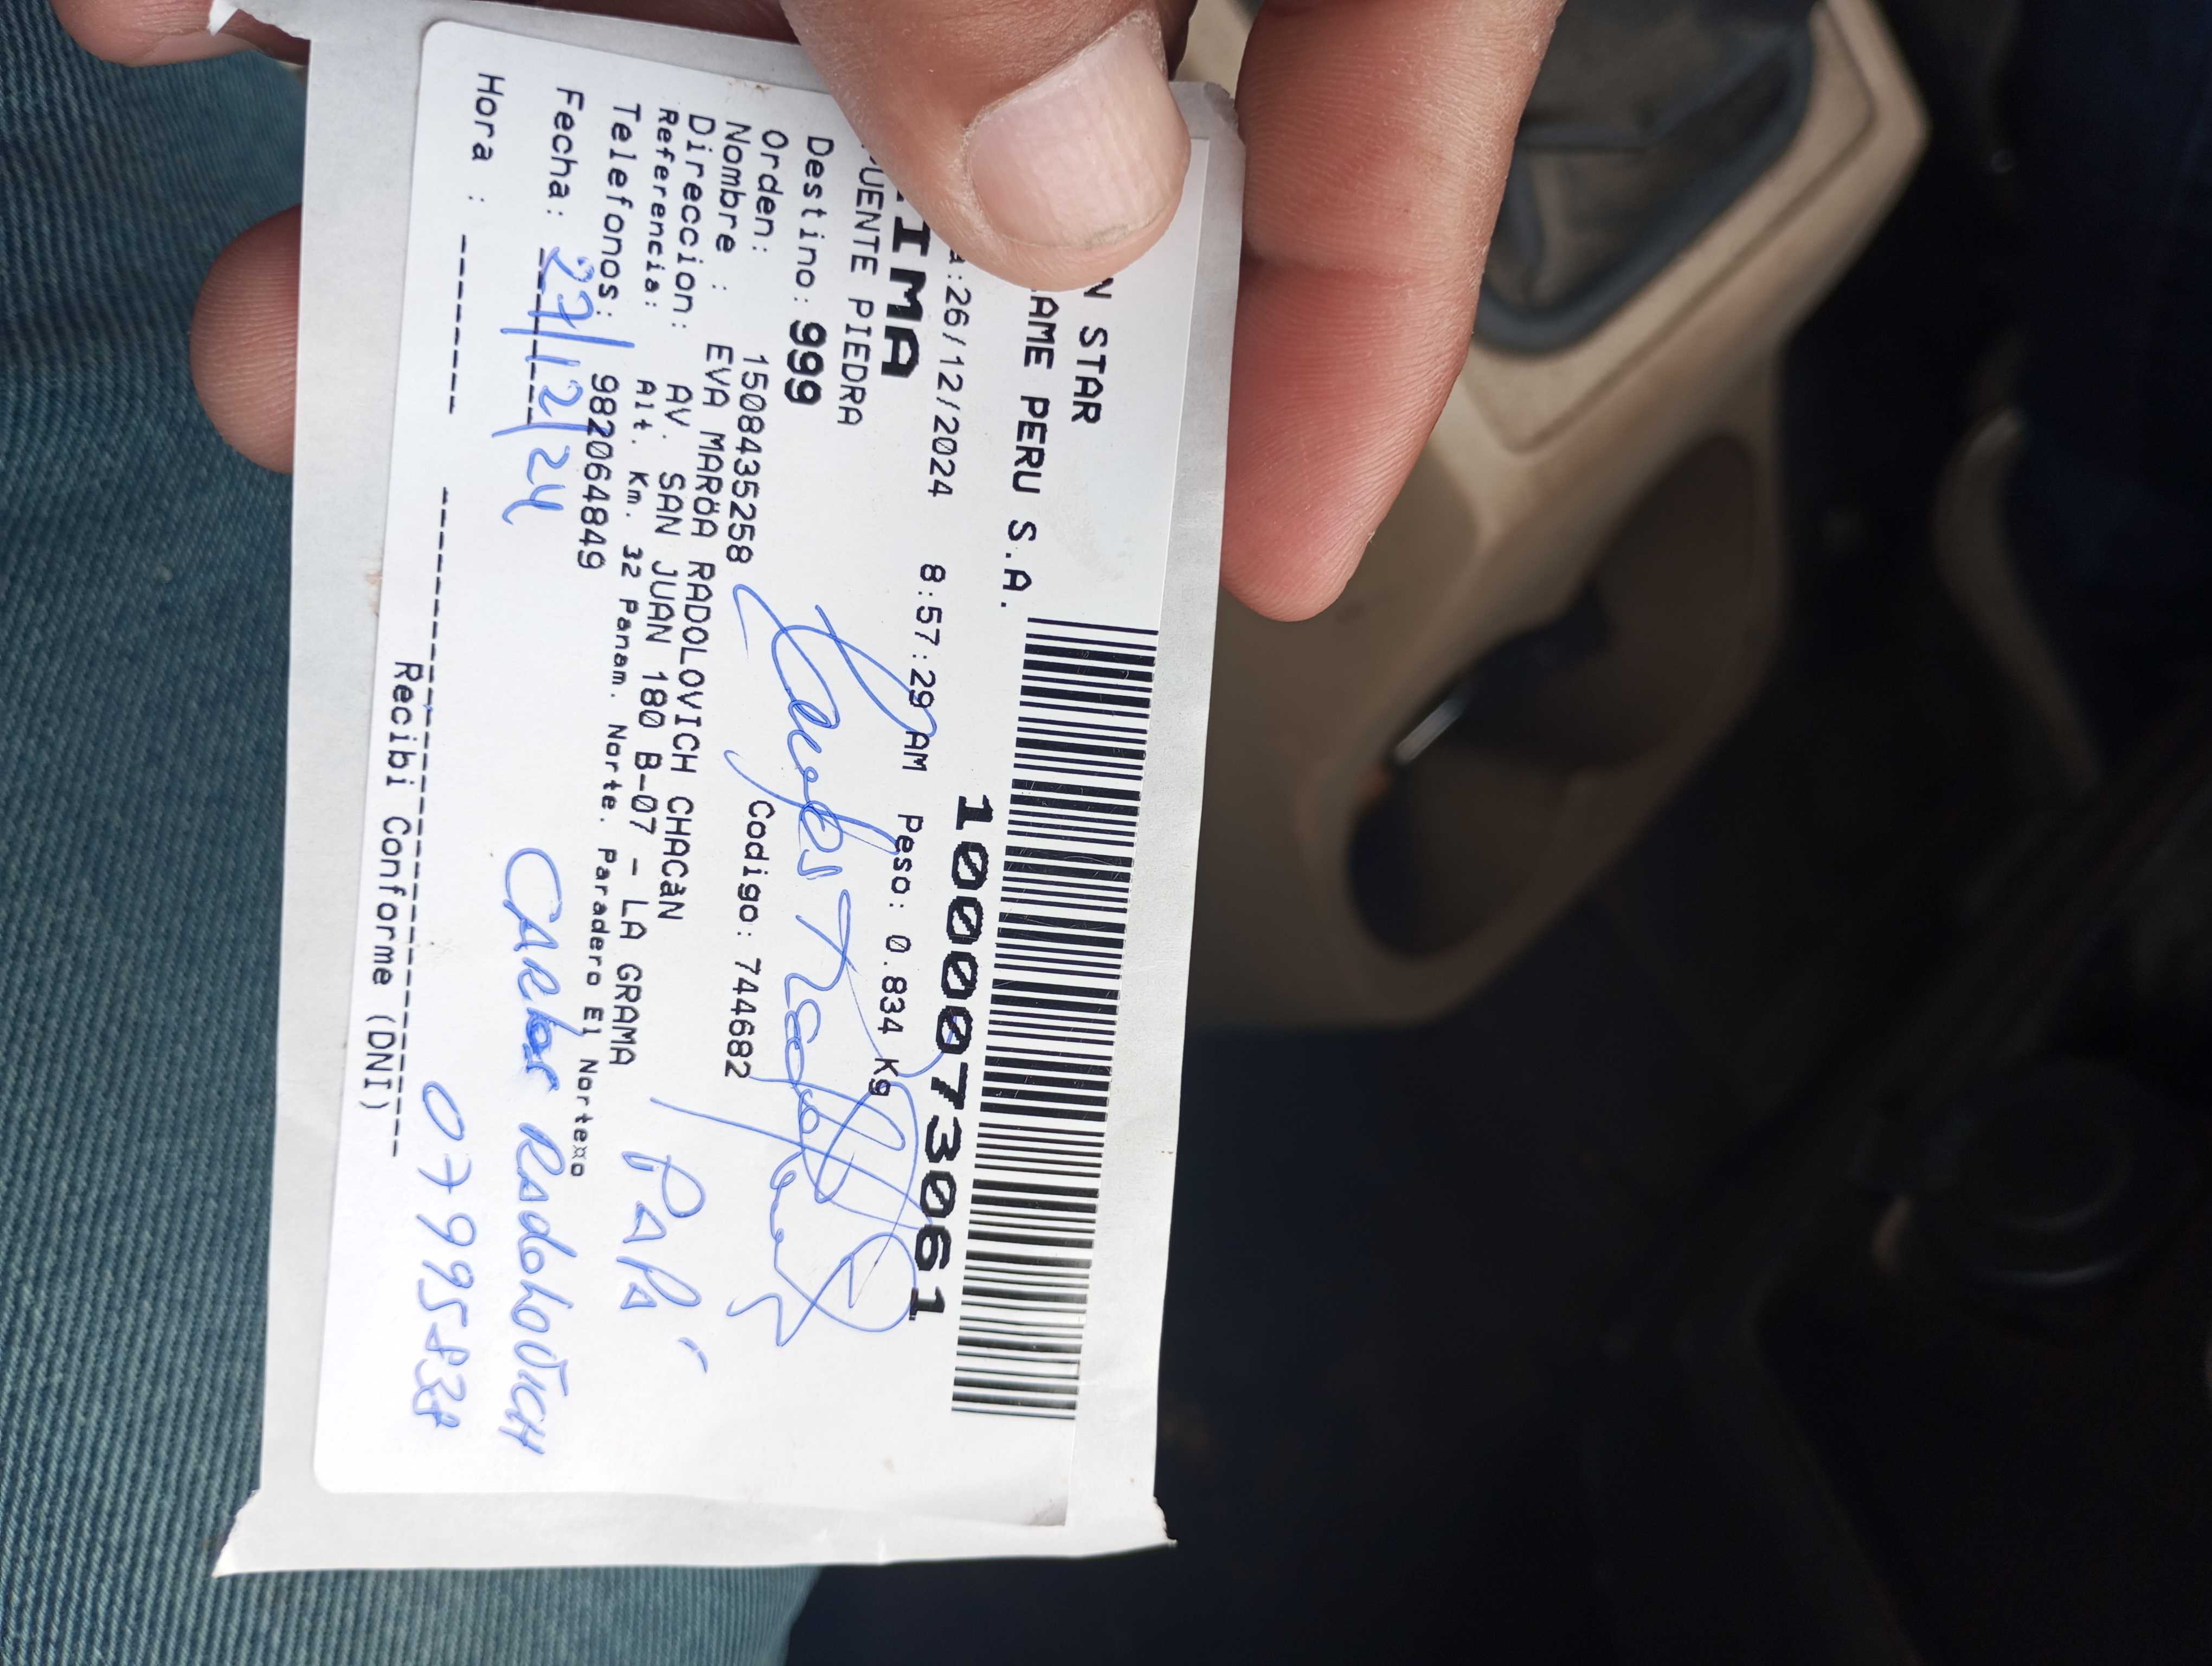 N STAR
AME PERU S.A.
1000073061
a:26/12/2024 8:57:29 AM Peso: 0.834 Kg
IMA
UENTE PIEDRA
Destino: 999
Orden: 1508435258 Codigo: 744682
Nombre : EVA MARÖA RADOLOVICH CHACàN
Direccion: AV. SAN JUAN 180 B-07 - LA GRAMA
Referencia: Alt. Km. 32 Panam. Norte. Paradero El Norte¤o
Telefonos: 982064849
PAPÁ
Fecha: 27/12/24
CARLOS RADOLOVICH
Hora :
07995838
Recibi Conforme (DNI)